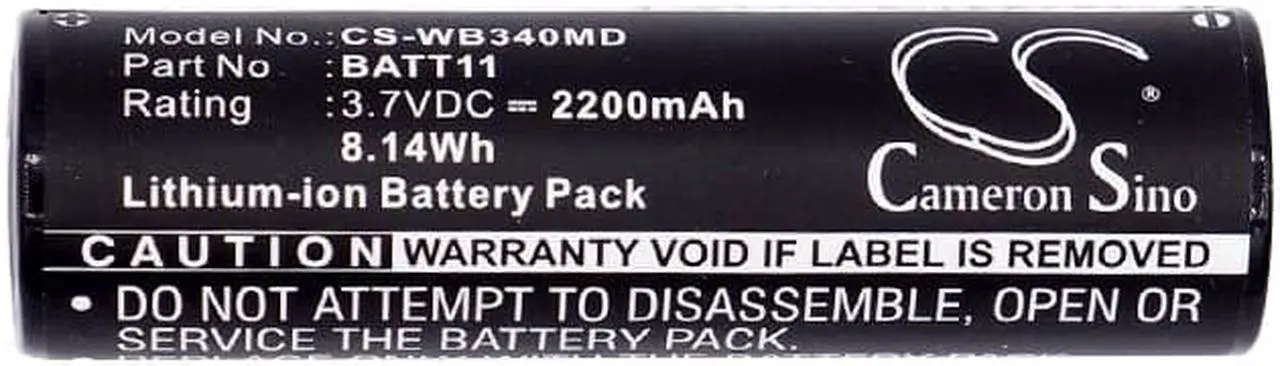 Model No.: CS-WB340MD
Part No : BATT11
Rating : 3.7VDC ⎓ 2200mAh
8.14Wh
Lithium-ion Battery Pack
CS ®
Cameron Sino
CAUTION WARRANTY VOID IF LABEL IS REMOVED
• DO NOT ATTEMPT TO DISASSEMBLE, OPEN OR
SERVICE THE BATTERY PACK.